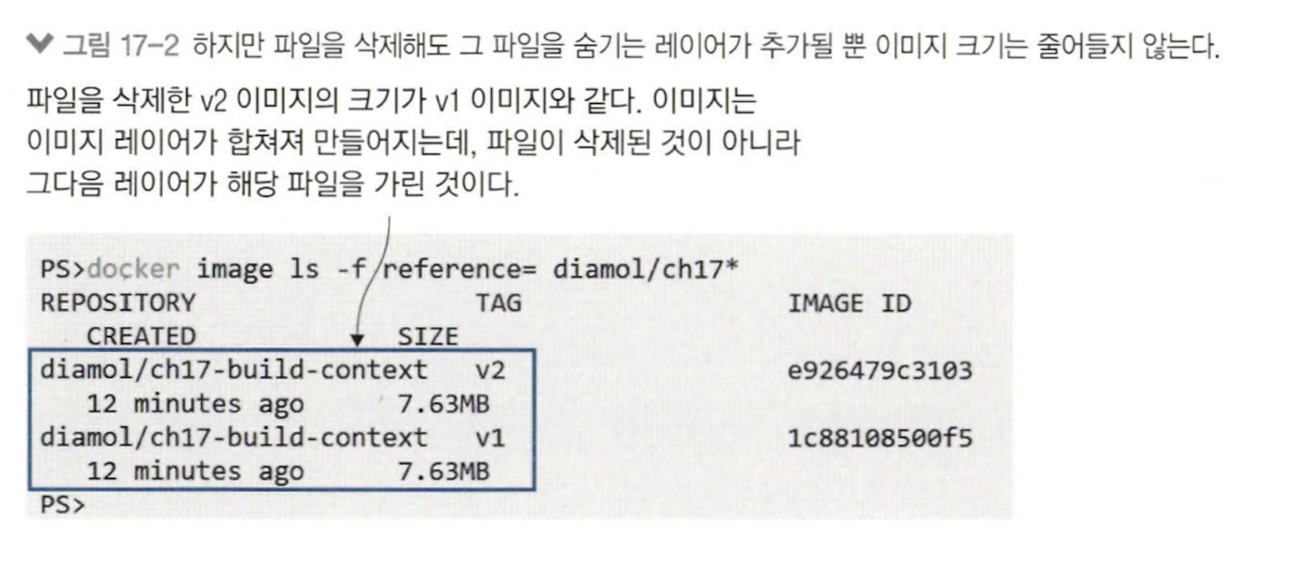 그림 17-2 하지만 파일을 삭제해도 그 파일을 숨기는 레이어가 추가될 뿐 이미지 크기는 줄어들지 않는다.
파일을 삭제한 v2 이미지의 크기가 v1 이미지와 같다. 이미지는
이미지 레이어가 합쳐져 만들어지는데, 파일이 삭제된 것이 아니라
그다음 레이어가 해당 파일을 가린 것이다.
PS>docker image ls -f reference= diamol/ch17*
REPOSITORY TAG IMAGE ID
CREATED SIZE
diamol/ch17-build-context v2 e926479c3103
12 minutes ago 7.63MB
diamol/ch17-build-context v1 1c88108500f5
12 minutes ago 7.63MB
PS>